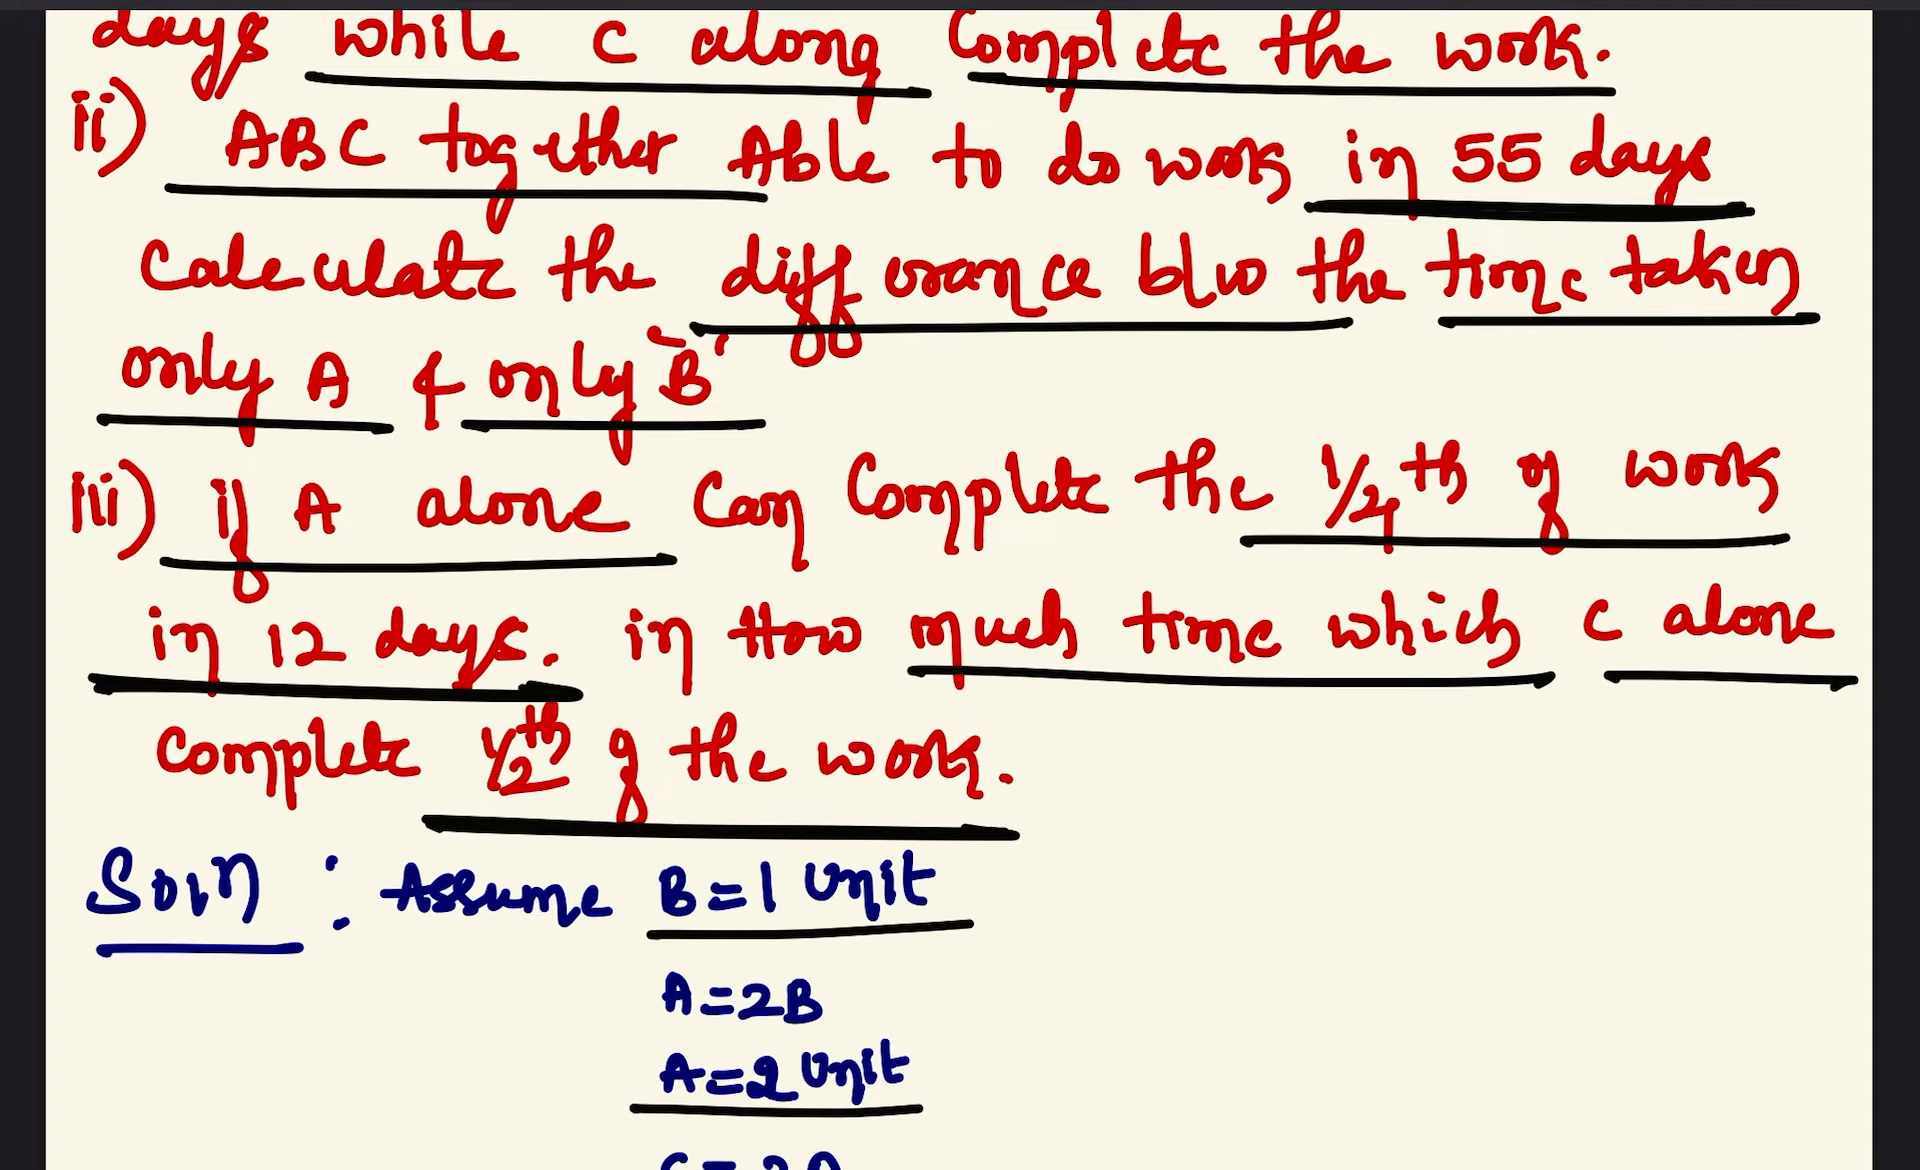 days while C along Complete the work.
ii) ABC together Able to do work in 55 days
Calculate the differance b/w the time taken
only A & only 'B'
iii) if A alone Can Complete the 1/4th of work
in 12 days. in How much time which C alone
Complete 1/2th of the work.
Soln : Assume B=1 Unit
A=2B
A=2 Unit